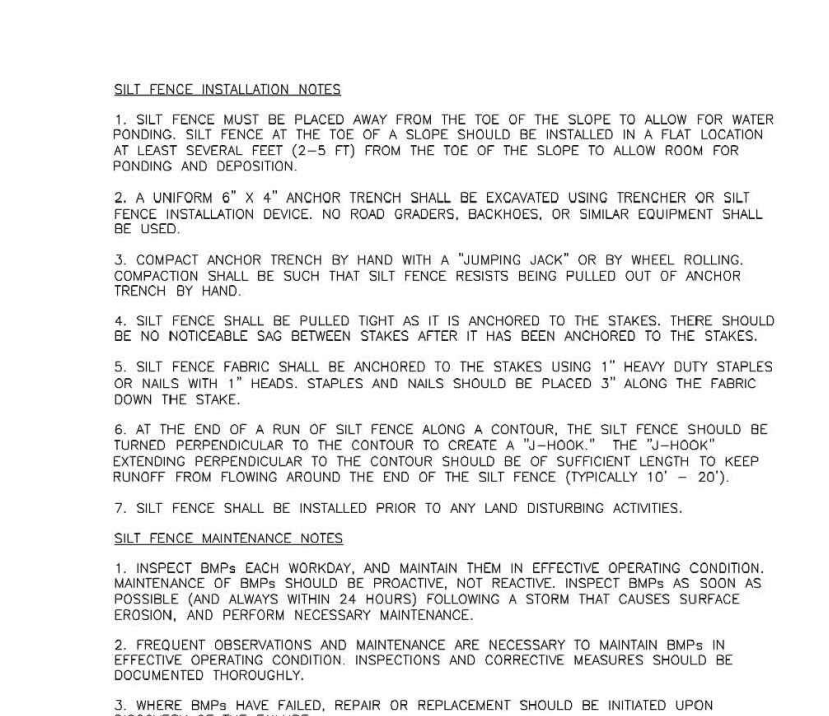 SILT FENCE INSTALLATION NOTES
1. SILT FENCE MUST BE PLACED AWAY FROM THE TOE OF THE SLOPE TO ALLOW FOR WATER
PONDING. SILT FENCE AT THE TOE OF A SLOPE SHOULD BE INSTALLED IN A FLAT LOCATION
AT LEAST SEVERAL FEET (2–5 FT) FROM THE TOE OF THE SLOPE TO ALLOW ROOM FOR
PONDING AND DEPOSITION.
2. A UNIFORM 6" X 4" ANCHOR TRENCH SHALL BE EXCAVATED USING TRENCHER OR SILT
FENCE INSTALLATION DEVICE. NO ROAD GRADERS, BACKHOES, OR SIMILAR EQUIPMENT SHALL
BE USED.
3. COMPACT ANCHOR TRENCH BY HAND WITH A "JUMPING JACK" OR BY WHEEL ROLLING.
COMPACTION SHALL BE SUCH THAT SILT FENCE RESISTS BEING PULLED OUT OF ANCHOR
TRENCH BY HAND.
4. SILT FENCE SHALL BE PULLED TIGHT AS IT IS ANCHORED TO THE STAKES. THERE SHOULD
BE NO NOTICEABLE SAG BETWEEN STAKES AFTER IT HAS BEEN ANCHORED TO THE STAKES.
5. SILT FENCE FABRIC SHALL BE ANCHORED TO THE STAKES USING 1" HEAVY DUTY STAPLES
OR NAILS WITH 1" HEADS. STAPLES AND NAILS SHOULD BE PLACED 3" ALONG THE FABRIC
DOWN THE STAKE.
6. AT THE END OF A RUN OF SILT FENCE ALONG A CONTOUR, THE SILT FENCE SHOULD BE
TURNED PERPENDICULAR TO THE CONTOUR TO CREATE A "J–HOOK." THE "J–HOOK"
EXTENDING PERPENDICULAR TO THE CONTOUR SHOULD BE OF SUFFICIENT LENGTH TO KEEP
RUNOFF FROM FLOWING AROUND THE END OF THE SILT FENCE (TYPICALLY 10' – 20').
7. SILT FENCE SHALL BE INSTALLED PRIOR TO ANY LAND DISTURBING ACTIVITIES.
SILT FENCE MAINTENANCE NOTES
1. INSPECT BMPs EACH WORKDAY, AND MAINTAIN THEM IN EFFECTIVE OPERATING CONDITION.
MAINTENANCE OF BMPs SHOULD BE PROACTIVE, NOT REACTIVE. INSPECT BMPs AS SOON AS
POSSIBLE (AND ALWAYS WITHIN 24 HOURS) FOLLOWING A STORM THAT CAUSES SURFACE
EROSION, AND PERFORM NECESSARY MAINTENANCE.
2. FREQUENT OBSERVATIONS AND MAINTENANCE ARE NECESSARY TO MAINTAIN BMPs IN
EFFECTIVE OPERATING CONDITION. INSPECTIONS AND CORRECTIVE MEASURES SHOULD BE
DOCUMENTED THOROUGHLY.
3. WHERE BMPs HAVE FAILED, REPAIR OR REPLACEMENT SHOULD BE INITIATED UPON